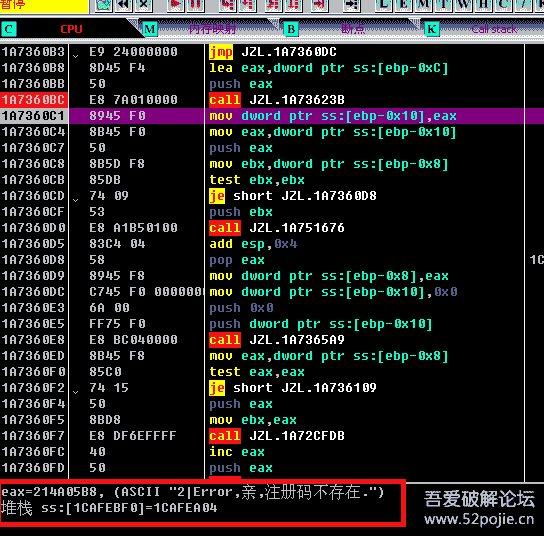 暂停
L E M T W H
C CPU M 内存映射 B 断点 K Call stack
1A7360B3 E9 24000000 jmp JZL.1A7360DC
1A7360B8 8D45 F4 lea eax,dword ptr ss:[ebp-0xC]
1A7360BB 50 push eax
1A7360BC E8 7A010000 call JZL.1A73623B
1A7360C1 8945 F0 mov dword ptr ss:[ebp-0x10],eax
1A7360C4 8B45 F0 mov eax,dword ptr ss:[ebp-0x10]
1A7360C7 50 push eax
1A7360C8 8B5D F8 mov ebx,dword ptr ss:[ebp-0x8]
1A7360CB 85DB test ebx,ebx
1A7360CD 74 09 je short JZL.1A7360D8
1A7360CF 53 push ebx
1A7360D0 E8 A1B50100 call JZL.1A751676
1A7360D5 83C4 04 add esp,0x4
1A7360D8 58 pop eax 1C
1A7360D9 8945 F8 mov dword ptr ss:[ebp-0x8],eax
1A7360DC C745 F0 0000000 mov dword ptr ss:[ebp-0x10],0x0
1A7360E3 6A 00 push 0x0
1A7360E5 FF75 F0 push dword ptr ss:[ebp-0x10]
1A7360E8 E8 BC040000 call JZL.1A7365A9
1A7360ED 8B45 F8 mov eax,dword ptr ss:[ebp-0x8]
1A7360F0 85C0 test eax,eax
1A7360F2 74 15 je short JZL.1A736109
1A7360F4 50 push eax
1A7360F5 8BD8 mov ebx,eax
1A7360F7 E8 DF6EFFFF call JZL.1A72CFDB
1A7360FC 40 inc eax
1A7360FD 50 push eax
eax=214A05B8, (ASCII "2|Error,亲,注册码不存在.")
堆栈 ss:[1CAFEBF0]=1CAFEA04
吾爱破解论坛
www.52pojie.cn